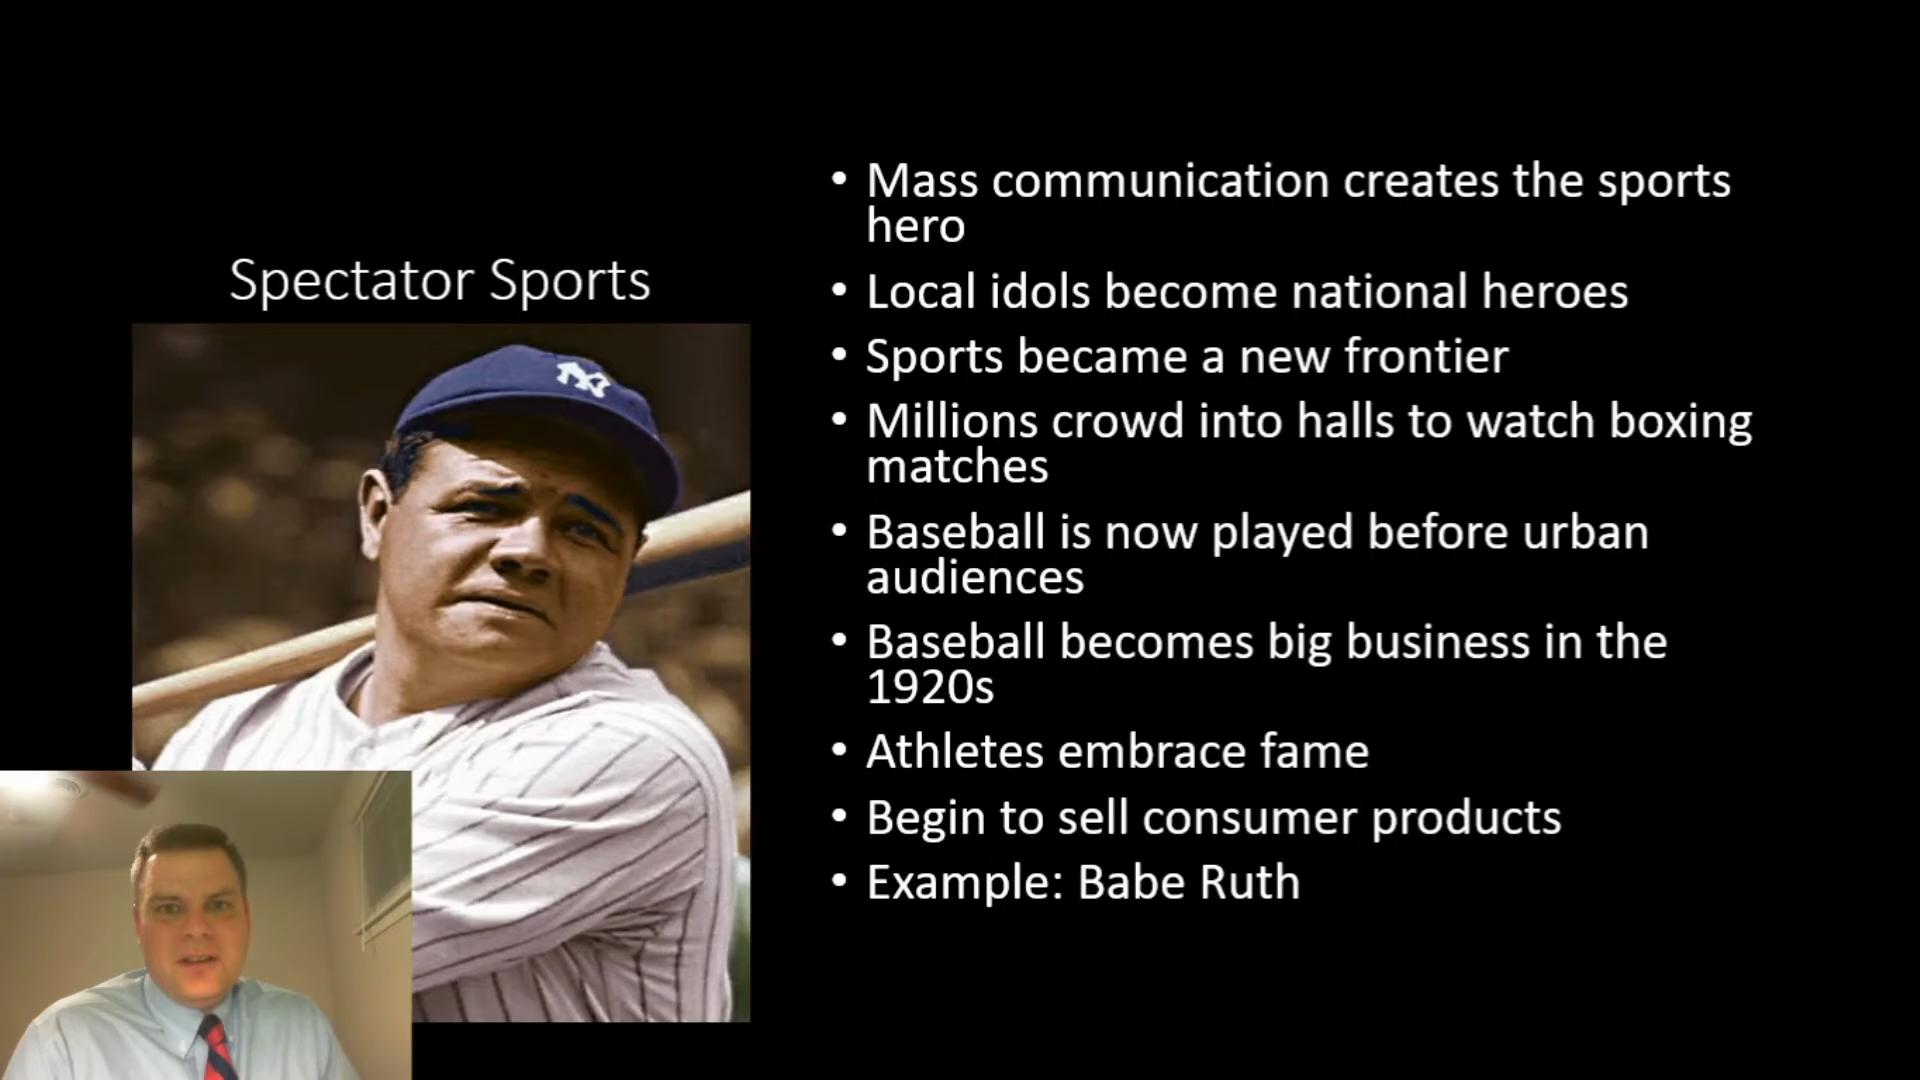 Spectator Sports
NY
• Mass communication creates the sports
hero
• Local idols become national heroes
• Sports became a new frontier
• Millions crowd into halls to watch boxing
matches
• Baseball is now played before urban
audiences
• Baseball becomes big business in the
1920s
• Athletes embrace fame
• Begin to sell consumer products
• Example: Babe Ruth